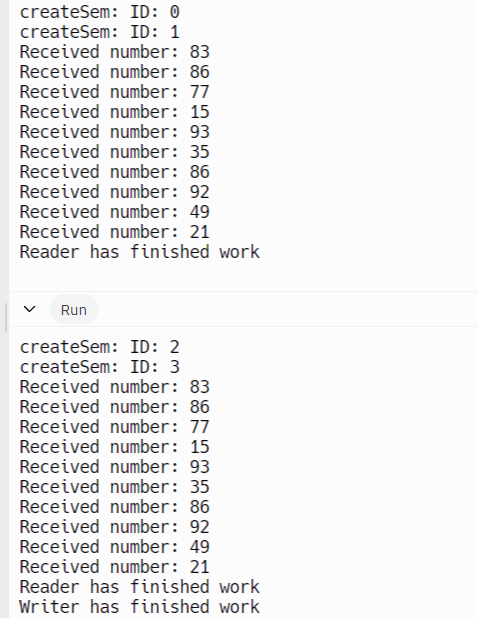 createSem: ID: 0
createSem: ID: 1
Received number: 83
Received number: 86
Received number: 77
Received number: 15
Received number: 93
Received number: 35
Received number: 86
Received number: 92
Received number: 49
Received number: 21
Reader has finished work
Run
createSem: ID: 2
createSem: ID: 3
Received number: 83
Received number: 86
Received number: 77
Received number: 15
Received number: 93
Received number: 35
Received number: 86
Received number: 92
Received number: 49
Received number: 21
Reader has finished work
Writer has finished work